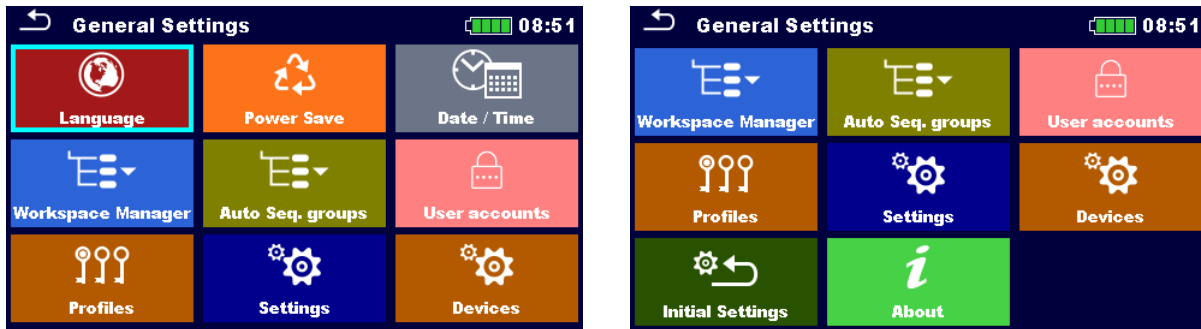 General Settings 08:51
Language Power Save Date / Time
Workspace Manager Auto Seq. groups User accounts
Profiles Settings Devices
General Settings 08:51
Workspace Manager Auto Seq. groups User accounts
Profiles Settings Devices
Initial Settings About